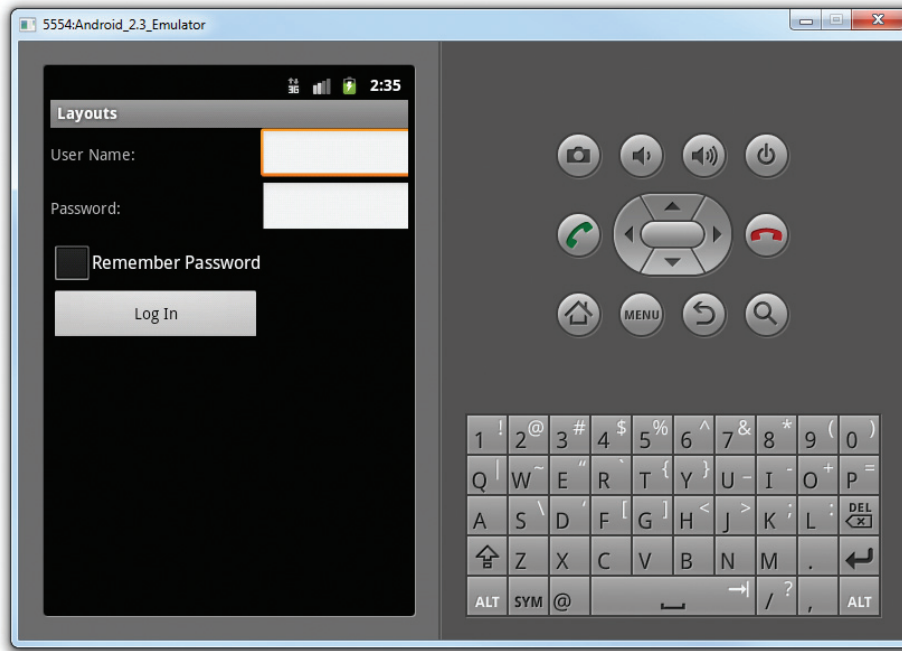 5554:Android_2.3_Emulator
3G 2:35
Layouts
User Name:
Password:
Remember Password
Log In
MENU
1 ! 2 @ 3 # 4 $ 5 % 6 ^ 7 & 8 * 9 ( 0 )
Q | W ~ E “ R ` T { Y } U _ I - O + P =
A S \ D ‘ F [ G ] H < J > K ; L : DEL
Z X C V B N M .
ALT SYM @ / ? , ALT